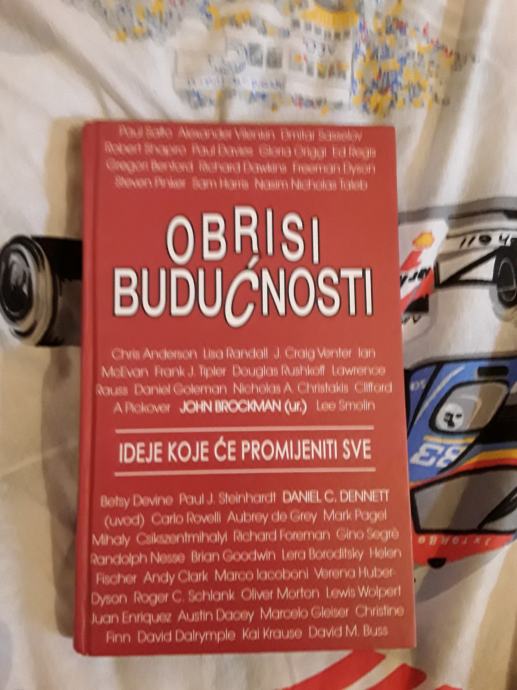 Paul Saffo Alexander Vilenkin Dimitar Sasselov
Robert Shapiro Paul Davies Gloria Origgi Ed Regis
Gregori Benford Richard Dawkins Freeman Dyson
Steven Pinker Sam Harris Nasim Nicholas Taleb
OBRISI
BUDUĆNOSTI
Chris Anderson Lisa Randall J. Craig Venter Ian
McEvan Frank J. Tipler Douglas Rushkoff Lawrence
Rauss Daniel Goleman Nicholas A. Christakis Clifford
A Pickover JOHN BROCKMAN (ur.) Lee Smolin
IDEJE KOJE ĆE PROMIJENITI SVE
Betsy Devine Paul J. Steinhardt DANIEL C. DENNETT
(uvod) Carlo Rovelli Aubrey de Grey Mark Pagel
Mihaly Csikszentmihalyi Richard Foreman Gino Segrè
Randolph Nesse Brian Goodwin Lera Boroditsky Helen
Fischer Andy Clark Marco Iacoboni Verena Huber-
Dyson Roger C. Schlank Oliver Morton Lewis Wolpert
Juan Enriquez Austin Dacey Marcelo Gleiser Christine
Finn David Dalrymple Kai Krause David M. Buss
Shell
83